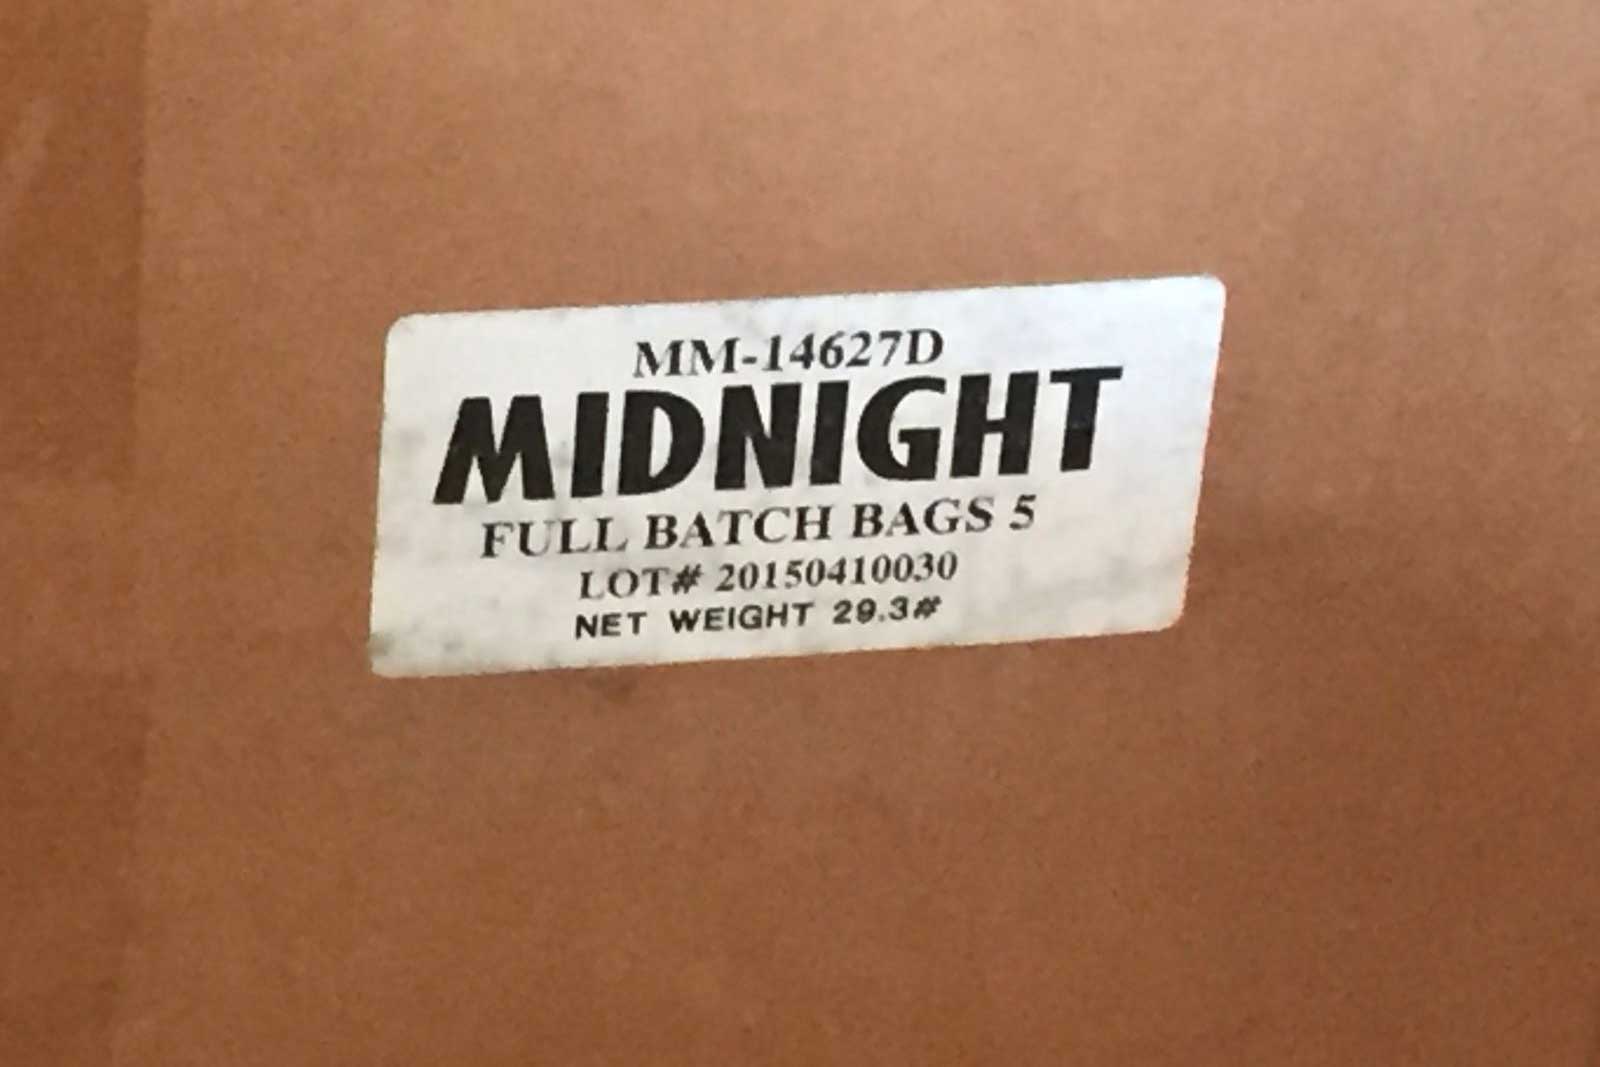 MM-14627D
MIDNIGHT
FULL BATCH BAGS 5
LOT# 20150410030
NET WEIGHT 29.3#